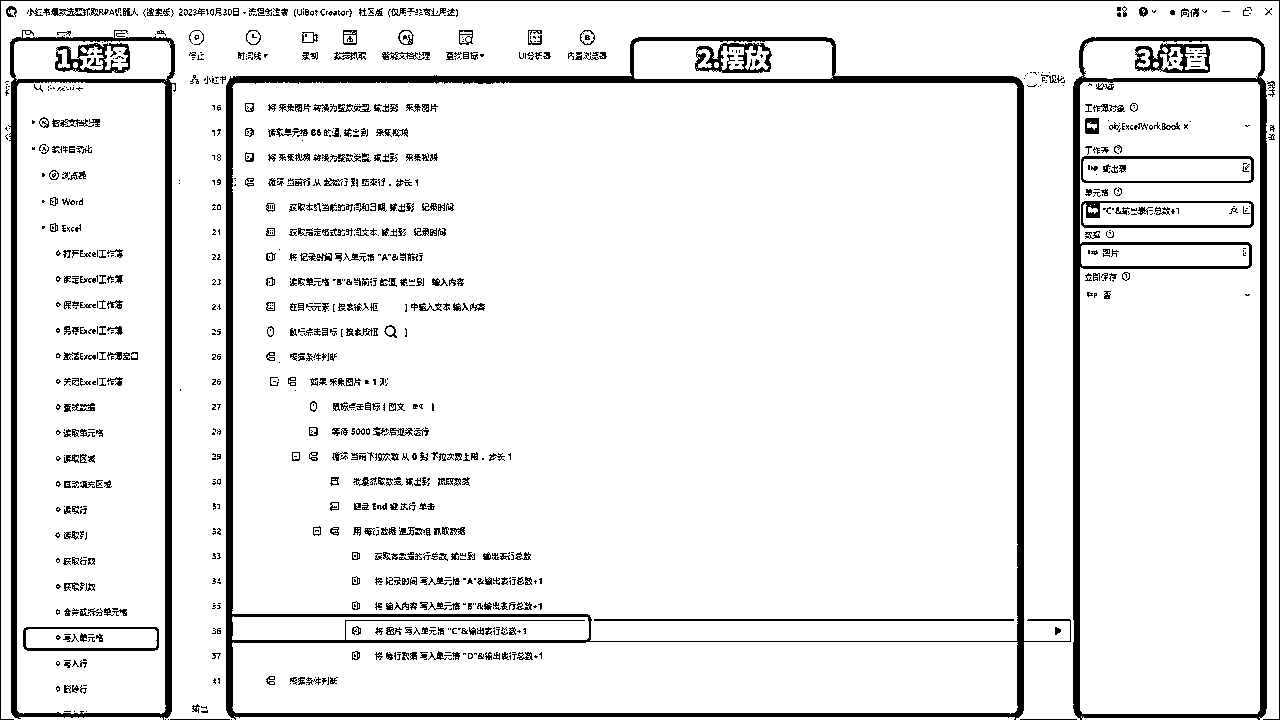 小红书爆款选题抓取RPA机器人（搜索版）2023年10月30日 - 流程创造者（UiBot Creator）社区版（仅用于非商业用途）
停止
时间线
录制
数据抓取
智能文档处理
查找目标
UI分析器
内置浏览器
1.选择
2.摆放
3.设置
小红书
可视化
智能文档处理
软件自动化
浏览器
Word
Excel
打开Excel工作簿
绑定Excel工作簿
保存Excel工作簿
另存Excel工作簿
激活Excel工作簿窗口
关闭Excel工作簿
查找数据
读取单元格
读取区域
自动填充区域
读取行
读取列
获取行数
获取列数
合并或拆分单元格
写入单元格
写入行
删除行
16 将 采集图片 转换为整数类型, 输出到 采集图片
17 读取单元格 B6 的值, 输出到 采集视频
18 将 采集视频 转换为整数类型, 输出到 采集视频
19 循环 当前行 从 起始行 到 结束行 , 步长 1
20 获取本机当前的时间和日期, 输出到 记录时间
21 获取指定格式的时间文本, 输出到 记录时间
22 将 记录时间 写入单元格 "A"&当前行
23 读取单元格 "B"&当前行 的值, 输出到 输入内容
24 在目标元素 [ 搜索输入框 ] 中输入文本 输入内容
25 鼠标点击目标 [ 搜索按钮 ]
26 根据条件判断
26 如果 采集图片 = 1 则
27 鼠标点击目标 [ 图文 ]
28 等待 5000 毫秒后继续运行
29 循环 当前下拉次数 从 0 到 下拉次数上限 , 步长 1
30 批量抓取数据, 输出到 抓取数据
31 键盘 End 键 执行 单击
32 用 每行数据 遍历数组 抓取数据
33 获取有数据的行总数, 输出到 输出表行总数
34 将 记录时间 写入单元格 "A"&输出表行总数+1
35 将 输入内容 写入单元格 "B"&输出表行总数+1
36 将 图片 写入单元格 "C"&输出表行总数+1
37 将 每行数据 写入单元格 "D"&输出表行总数+1
41 根据条件判断
输出
必选
工作簿对象
objExcelWorkBook
工作表
Exp 输出表
单元格
Exp "C"&输出表行总数+1
数据
Exp 图片
立即保存
Exp 否